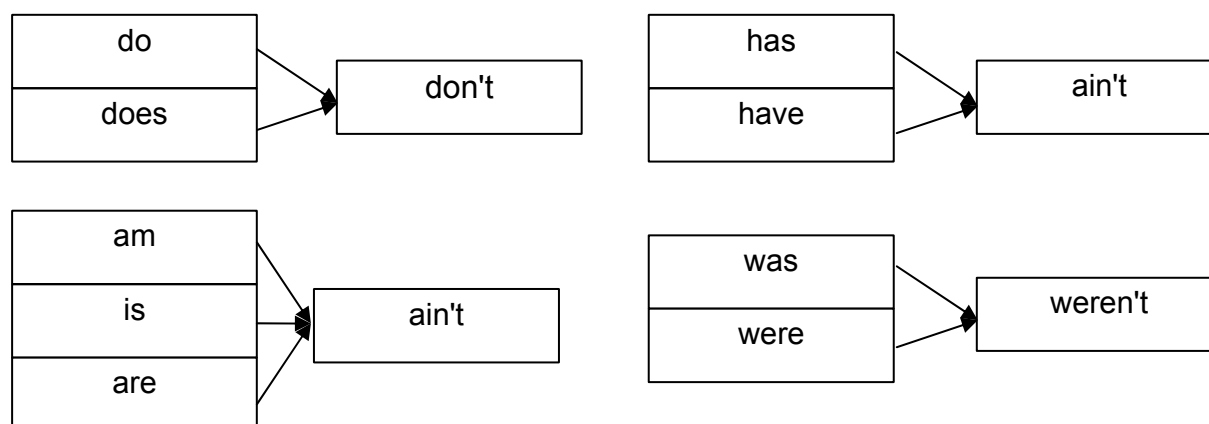 do
does
don't
has
have
ain't
am
is
are
ain't
was
were
weren't